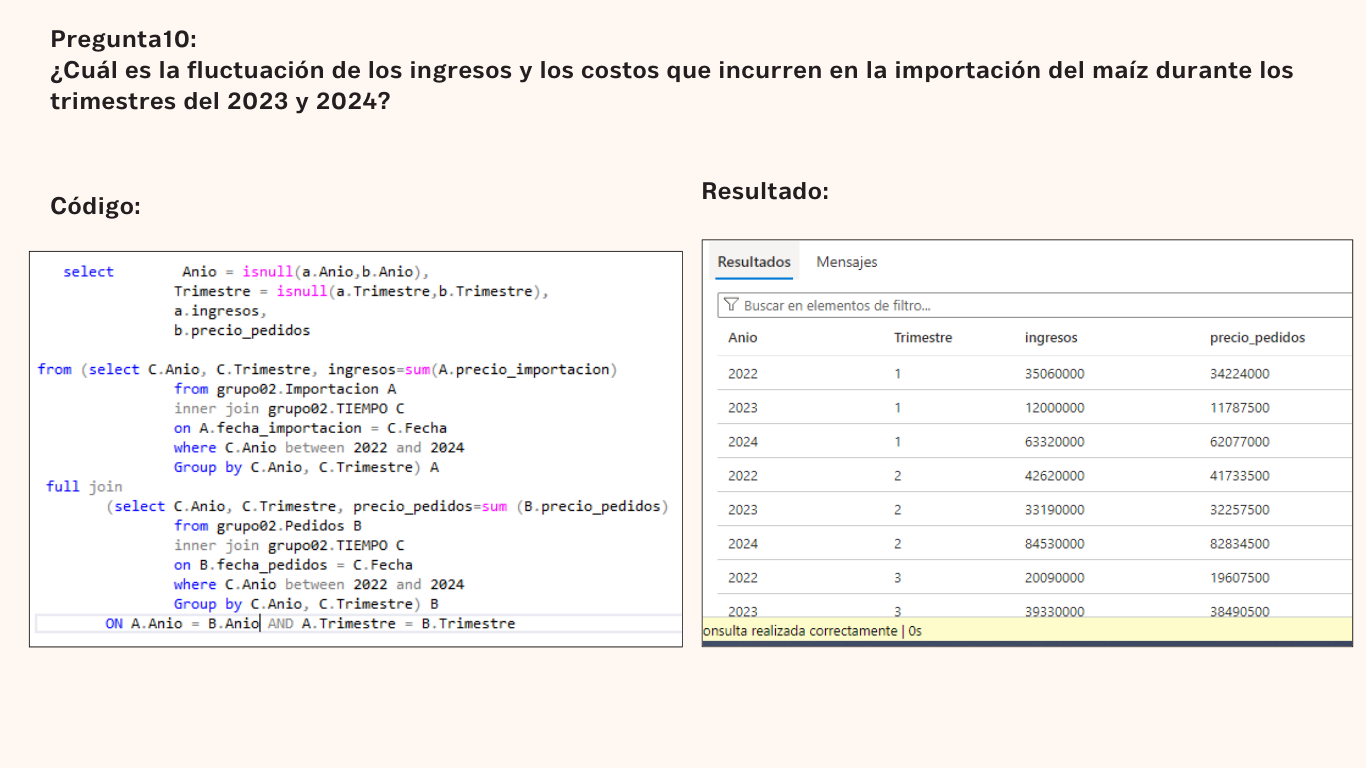 Pregunta10:
¿Cuál es la fluctuación de los ingresos y los costos que incurren en la importación del maíz durante los
trimestres del 2023 y 2024?
Código:
select Anio = isnull(a.Anio,b.Anio),
Trimestre = isnull(a.Trimestre,b.Trimestre),
a.ingresos,
b.precio_pedidos
from (select C.Anio, C.Trimestre, ingresos=sum(A.precio_importacion)
from grupo02.Importacion A
inner join grupo02.TIEMPO C
on A.fecha_importacion = C.Fecha
where C.Anio between 2022 and 2024
Group by C.Anio, C.Trimestre) A
full join
(select C.Anio, C.Trimestre, precio_pedidos=sum (B.precio_pedidos)
from grupo02.Pedidos B
inner join grupo02.TIEMPO C
on B.fecha_pedidos = C.Fecha
where C.Anio between 2022 and 2024
Group by C.Anio, C.Trimestre) B
ON A.Anio = B.Anio AND A.Trimestre = B.Trimestre
Resultado:
Resultados Mensajes
Buscar en elementos de filtro...
Anio Trimestre ingresos precio_pedidos
2022 1 35060000 34224000
2023 1 12000000 11787500
2024 1 63320000 62077000
2022 2 42620000 41733500
2023 2 33190000 32257500
2024 2 84530000 82834500
2022 3 20090000 19607500
2023 3 39330000 38490500
onsulta realizada correctamente | 0s